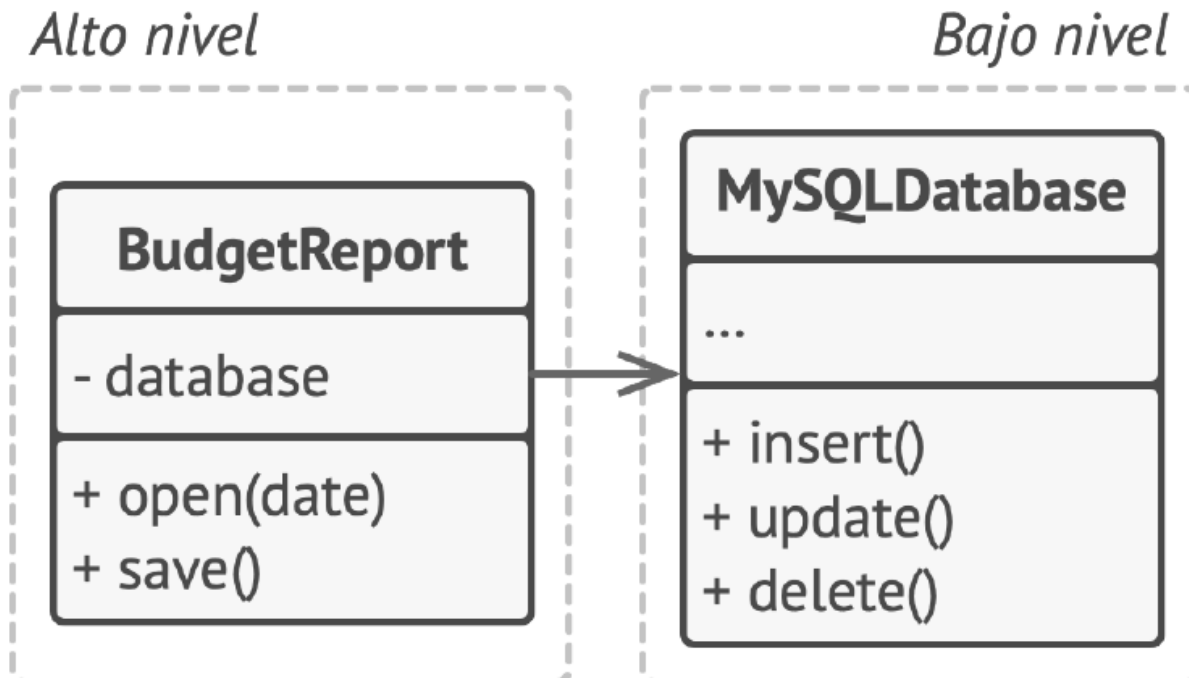 Alto nivel
Bajo nivel
BudgetReport
- database
+ open(date)
+ save()
MySQLDatabase
...
+ insert()
+ update()
+ delete()